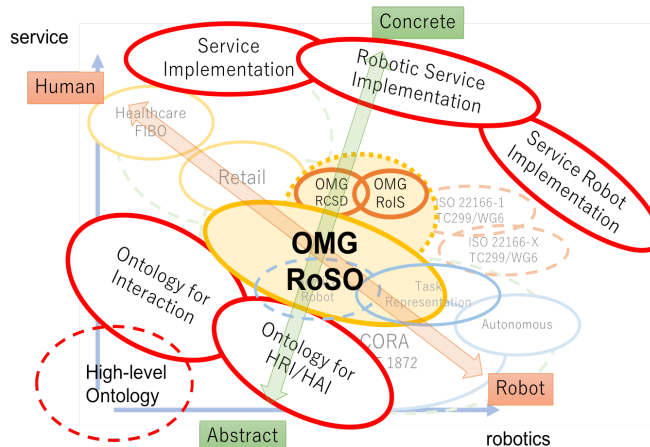 Concrete
service
Service
Implementation
Robotic Service
Implementation
Human
Healthcare
FIBO
Service Robot
Implementation
Retail
OMG
RCSD
OMG
RoIS
ISO 22166-1
TC299/WG6
OMG
RoSO
ISO 22166-X
TC299/WG6
Ontology for
Interaction
Robot
Task
Representation
Autonomous
Ontology for
HRI/HAI
CORA
1872
High-level
Ontology
Robot
Abstract
robotics